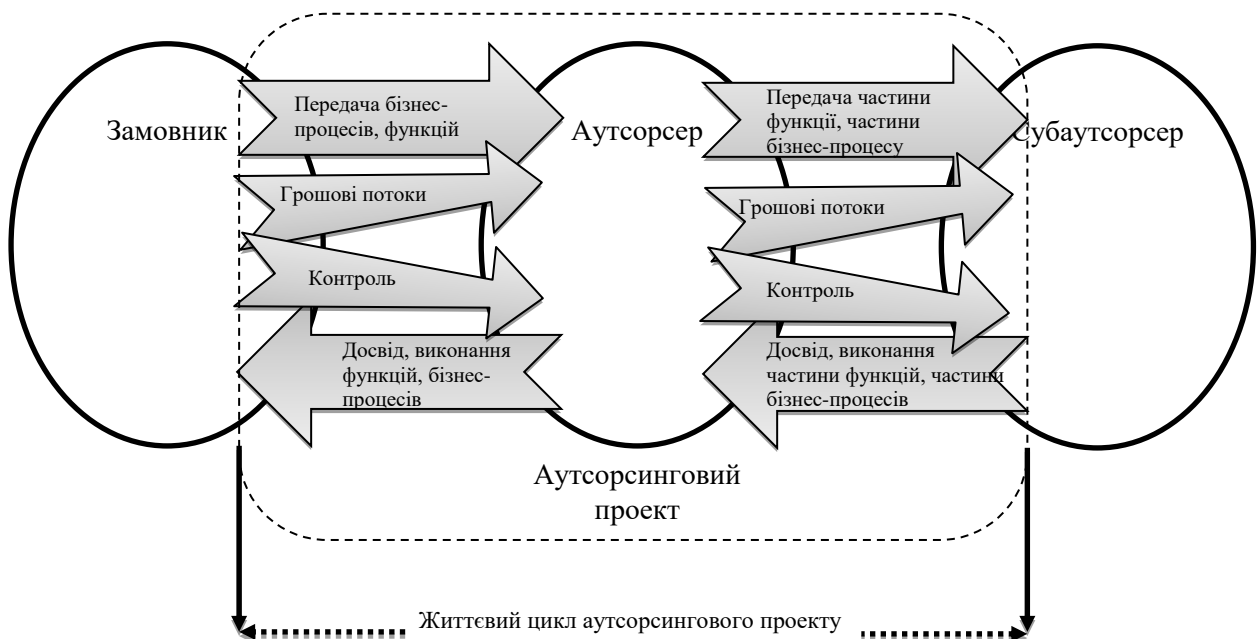 Замовник
Передача бізнес-
процесів, функцій
Аутсорсер
Передача частини
функції, частини
бізнес-процесу
Субаутсорсер
Грошові потоки
Грошові потоки
Контроль
Контроль
Досвід, виконання
функцій, бізнес-
процесів
Досвід, виконання
частини функцій, частини
бізнес-процесів
Аутсорсинговий
проект
Життєвий цикл аутсорсингового проекту